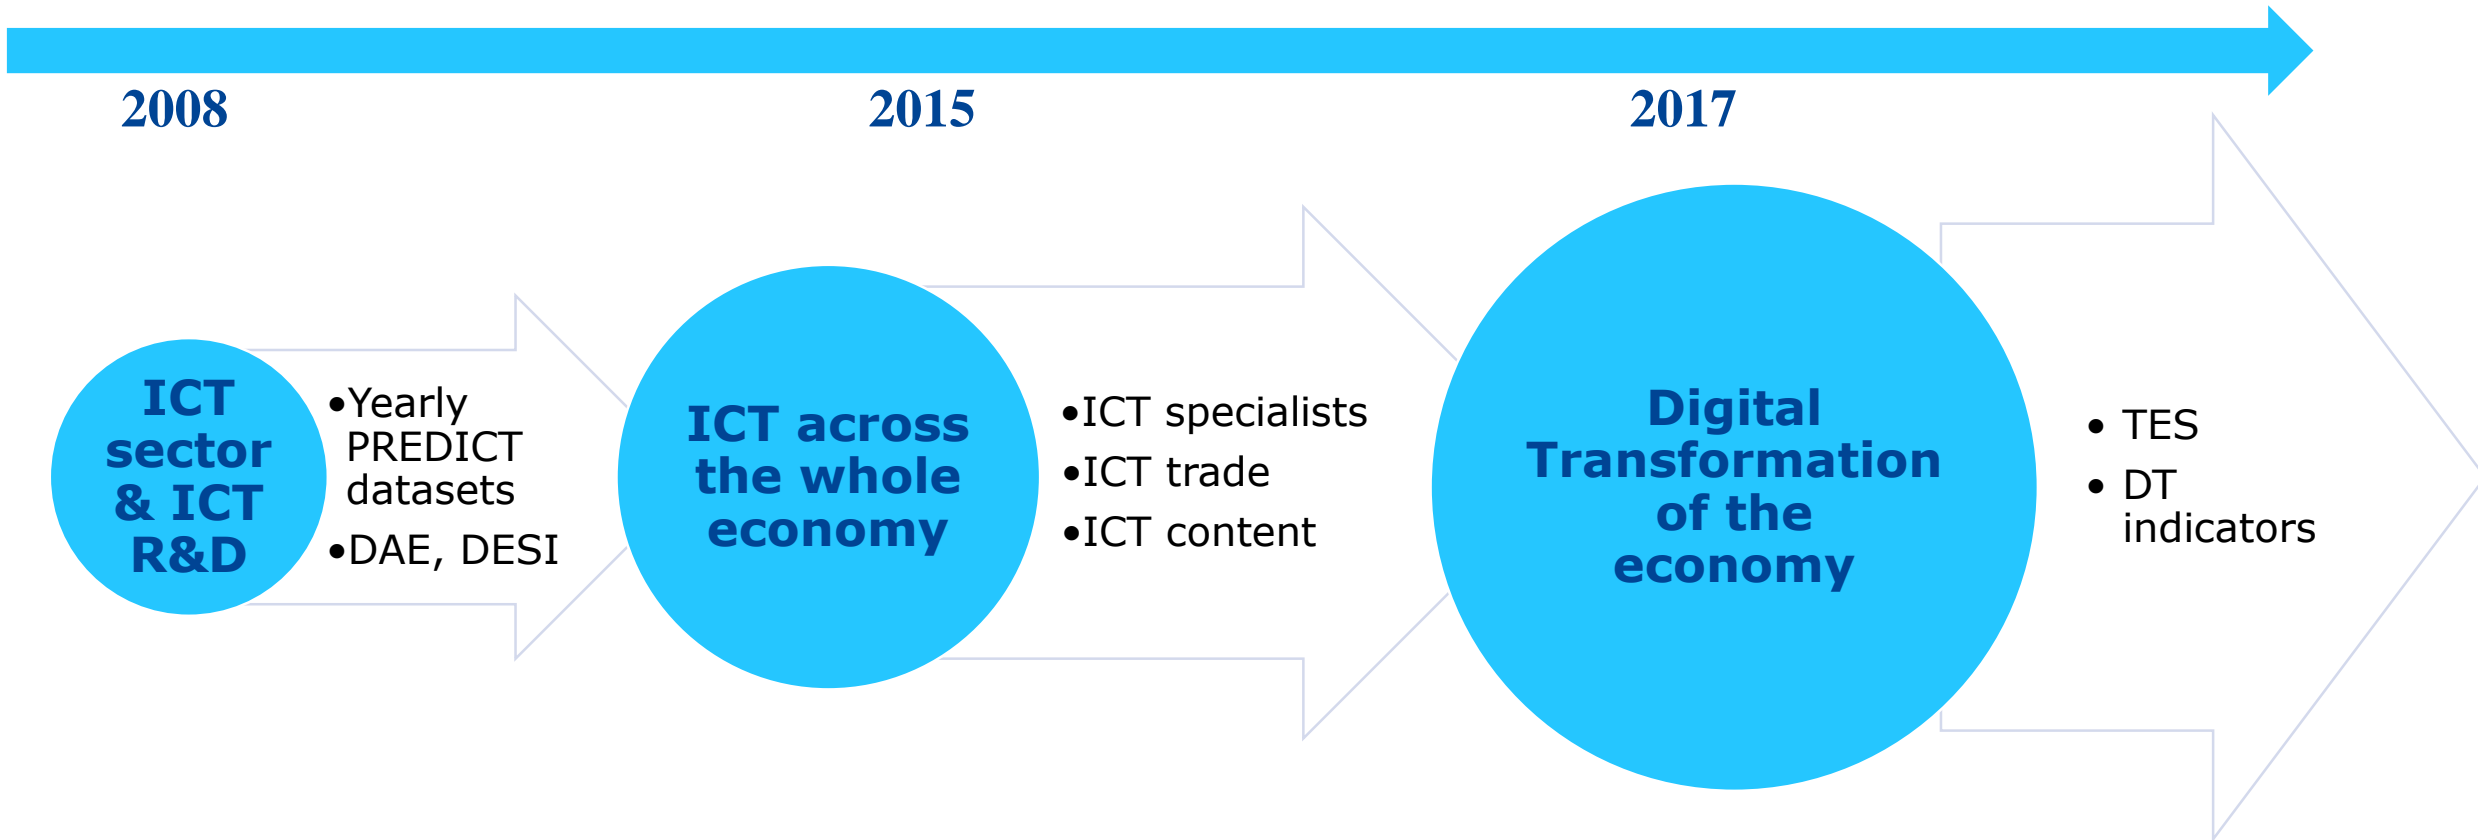 2008
2015
2017
ICT
sector
& ICT
R&D
•Yearly
PREDICT
datasets
•DAE, DESI
ICT across
the whole
economy
•ICT specialists
•ICT trade
•ICT content
Digital
Transformation
of the
economy
• TES
• DT
indicators